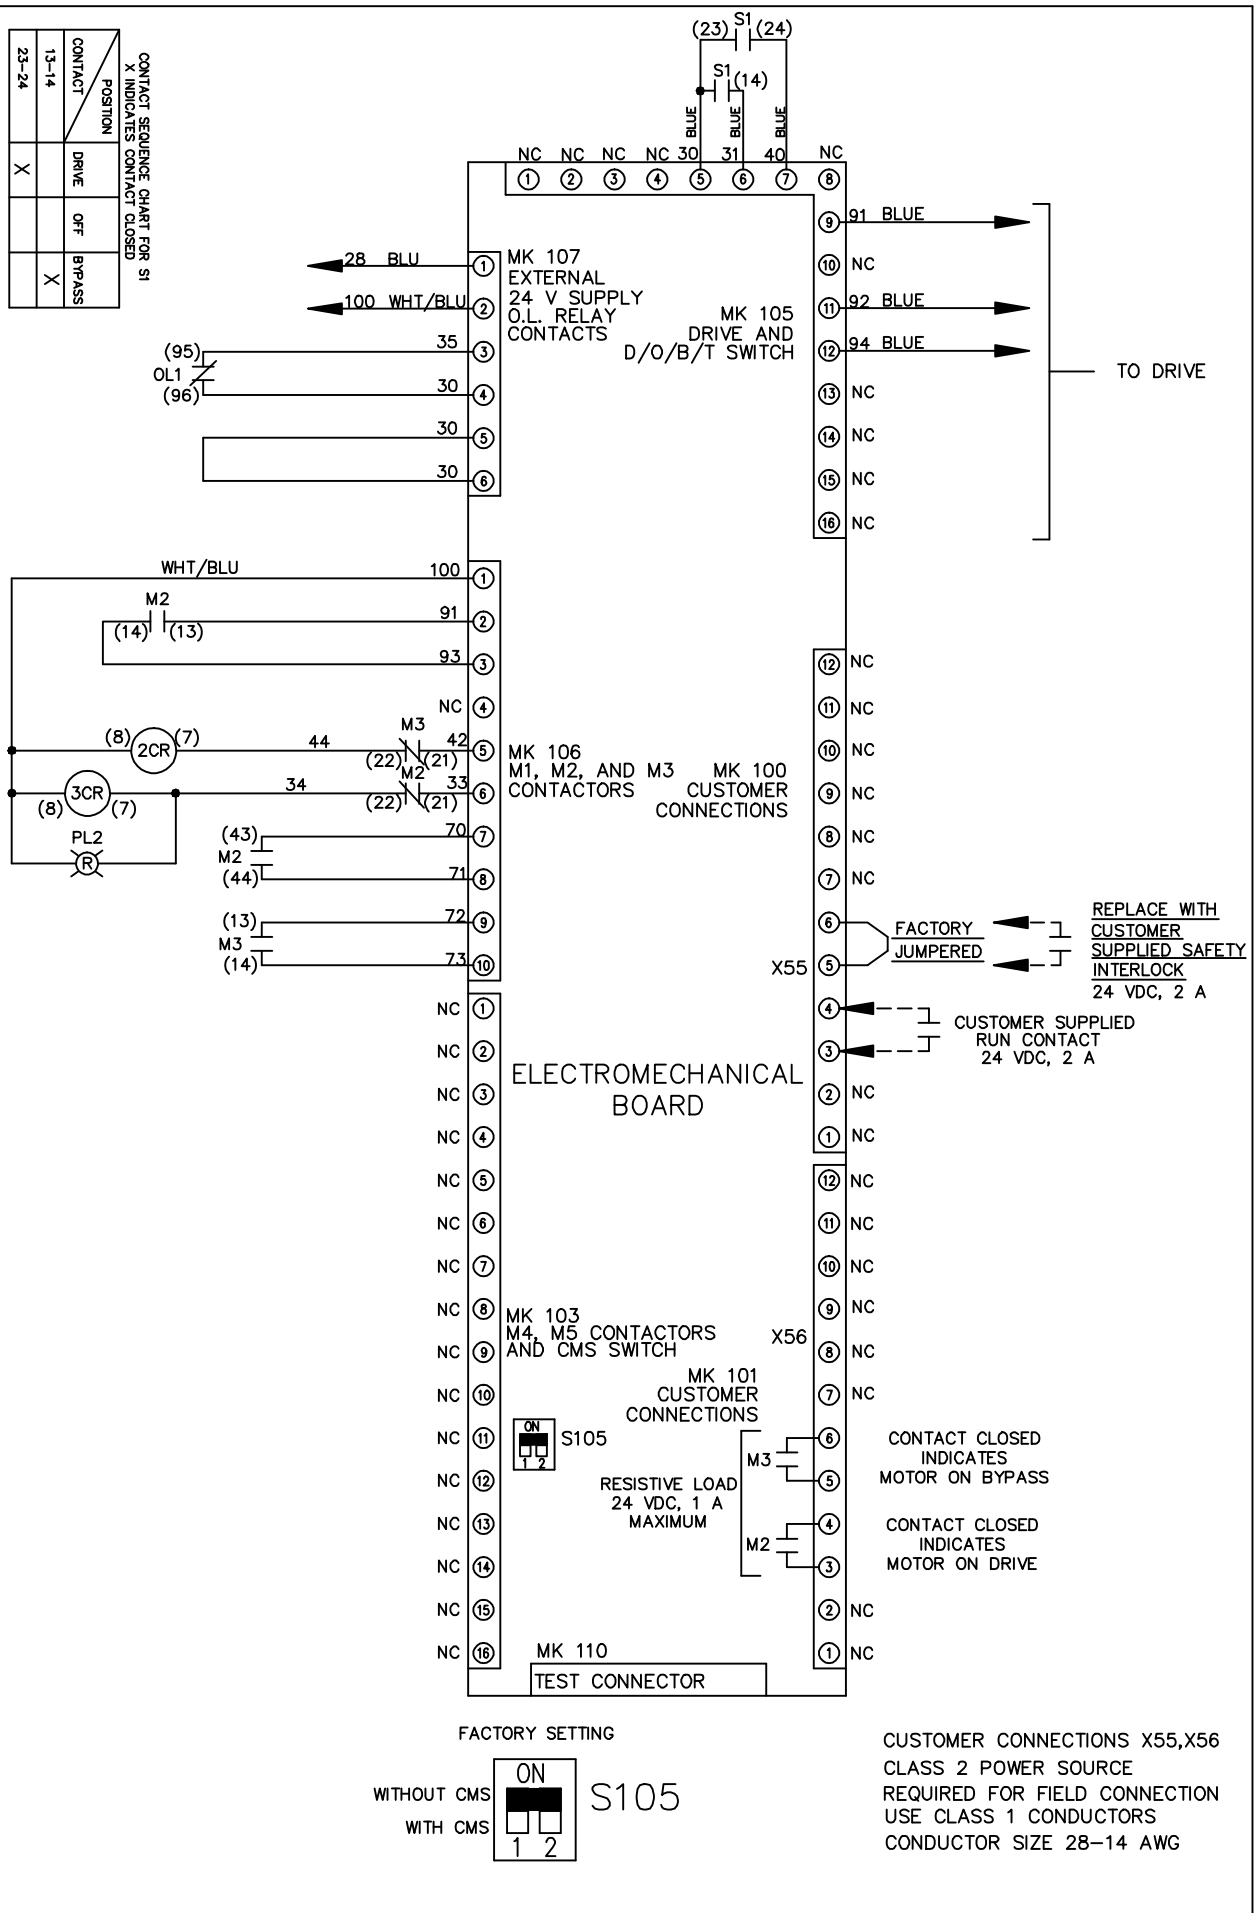 CONTACT SEQUENCE CHART FOR S1
X INDICATES CONTACT CLOSED
POSITION
CONTACT
DRIVE
OFF
BYPASS
13-14
X
23-24
X
(23)
S1
(24)
S1
(14)
BLUE
BLUE
BLUE
NC
NC
NC
NC
30
31
40
NC
1
2
3
4
5
6
7
8
28 BLU
1
100 WHT/BLU
2
35
3
30
4
30
5
30
6
(95)
OL1
(96)
MK 107
EXTERNAL
24 V SUPPLY
O.L. RELAY
CONTACTS
MK 105
DRIVE AND
D/O/B/T SWITCH
9
91 BLUE
10
NC
11
92 BLUE
12
94 BLUE
13
NC
14
NC
15
NC
16
NC
TO DRIVE
WHT/BLU
100
1
M2
(14)
(13)
91
2
93
3
NC
4
(8)
2CR
(7)
44
M3
(22)
(21)
42
5
(8)
3CR
(7)
34
M2
(22)
(21)
33
6
PL2
R
(43)
M2
(44)
70
7
71
8
(13)
M3
(14)
72
9
73
10
MK 106
M1, M2, AND M3
CONTACTORS
MK 100
CUSTOMER
CONNECTIONS
12
NC
11
NC
10
NC
9
NC
8
NC
7
NC
6
X55
5
4
3
2
NC
1
NC
FACTORY
JUMPERED
REPLACE WITH
CUSTOMER
SUPPLIED SAFETY
INTERLOCK
24 VDC, 2 A
CUSTOMER SUPPLIED
RUN CONTACT
24 VDC, 2 A
ELECTROMECHANICAL
BOARD
NC
1
NC
2
NC
3
NC
4
NC
5
NC
6
NC
7
NC
8
NC
9
NC
10
NC
11
NC
12
NC
13
NC
14
NC
15
NC
16
MK 103
M4, M5 CONTACTORS
AND CMS SWITCH
ON
1 2
S105
12
NC
11
NC
10
NC
9
NC
X56
8
NC
7
NC
6
5
4
3
2
NC
1
NC
MK 101
CUSTOMER
CONNECTIONS
RESISTIVE LOAD
24 VDC, 1 A
MAXIMUM
M3
M2
CONTACT CLOSED
INDICATES
MOTOR ON BYPASS
CONTACT CLOSED
INDICATES
MOTOR ON DRIVE
MK 110
TEST CONNECTOR
FACTORY SETTING
WITHOUT CMS
WITH CMS
ON
1 2
S105
CUSTOMER CONNECTIONS X55,X56
CLASS 2 POWER SOURCE
REQUIRED FOR FIELD CONNECTION
USE CLASS 1 CONDUCTORS
CONDUCTOR SIZE 28-14 AWG